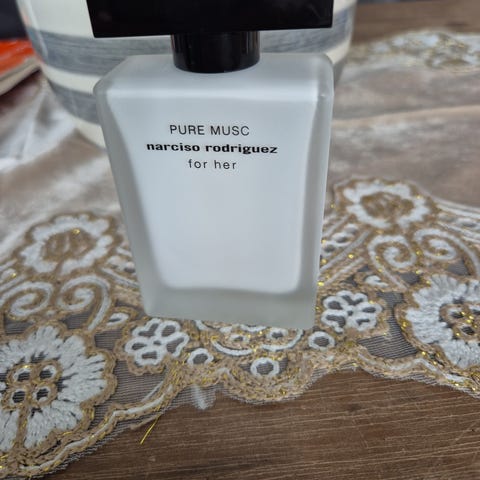 PURE MUSC
narciso rodriguez
for her